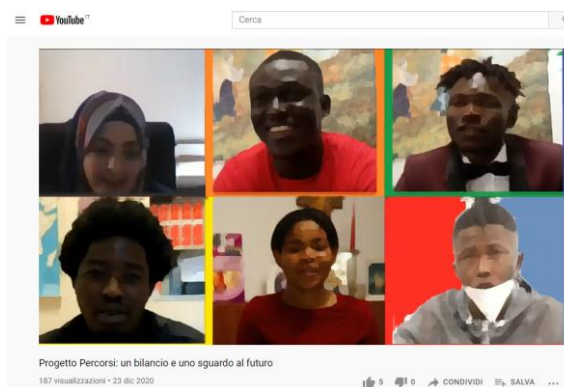 YouTube IT
Cerca
Progetto Percorsi: un bilancio e uno sguardo al futuro
187 visualizzazioni • 23 dic 2020
5 0 CONDIVIDI SALVA ...